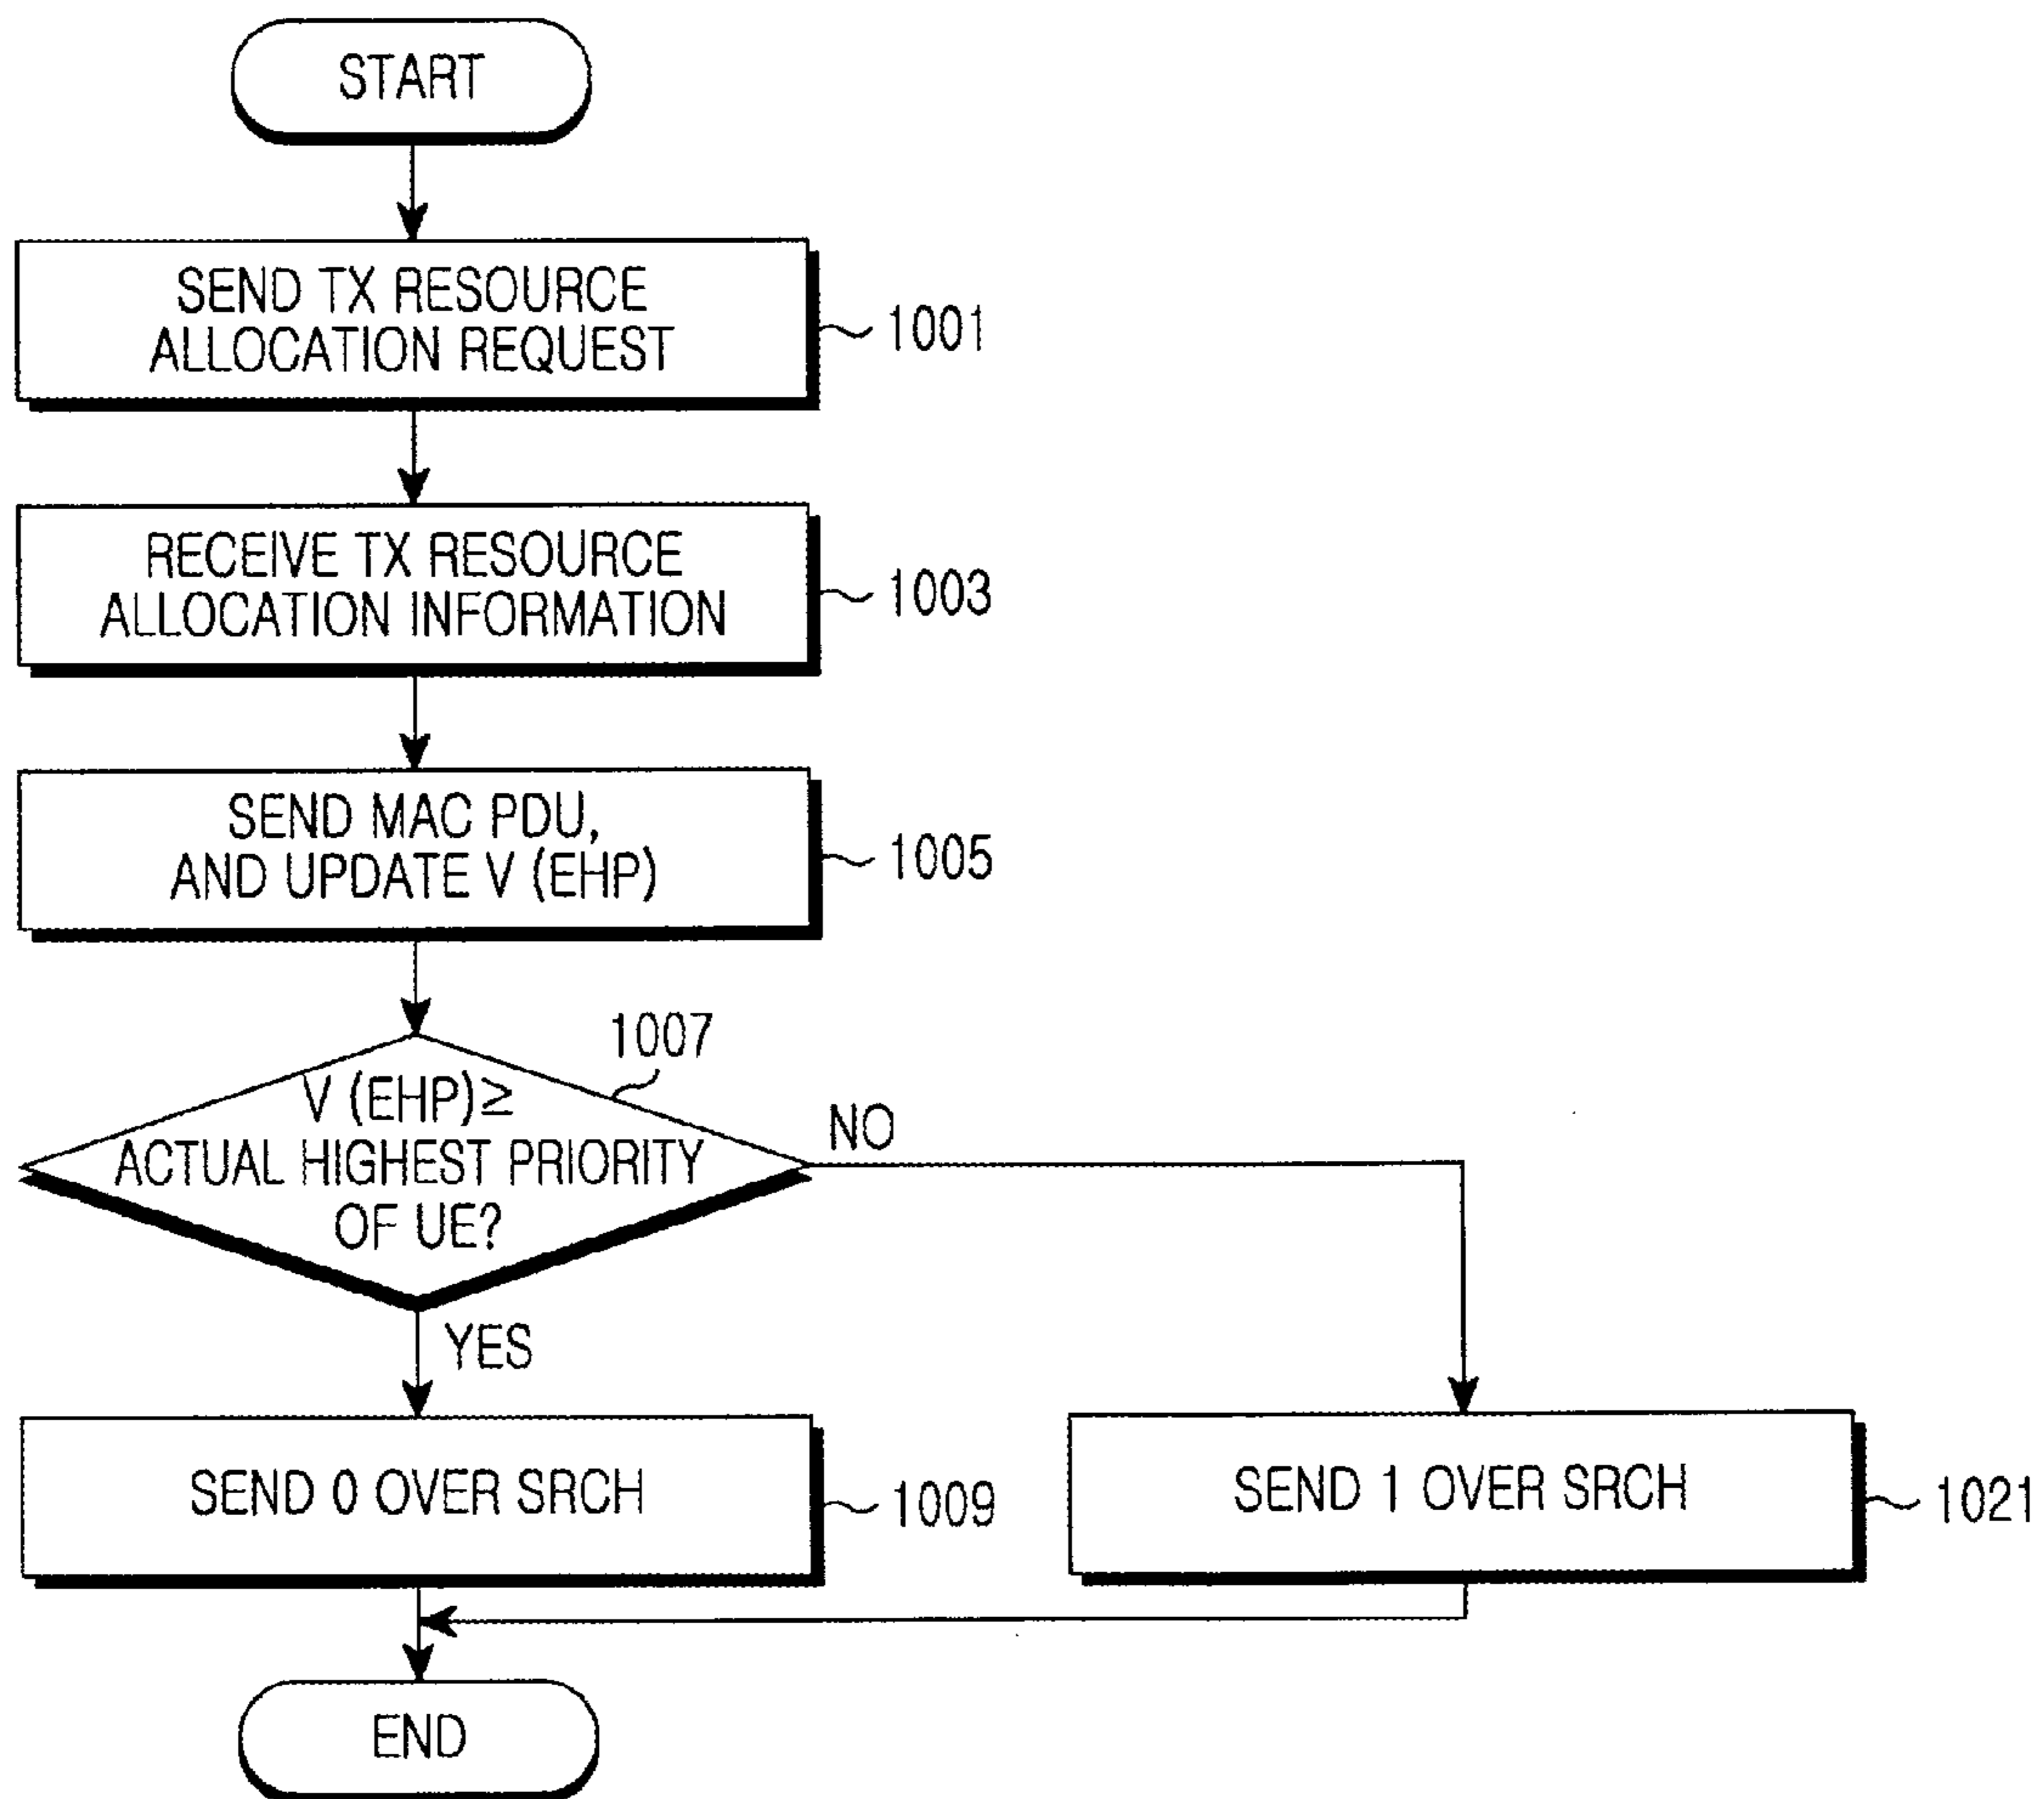 START
SEND TX RESOURCE
ALLOCATION REQUEST
1001
RECEIVE TX RESOURCE
ALLOCATION INFORMATION
1003
SEND MAC PDU,
AND UPDATE V (EHP)
1005
1007
V (EHP)≥
ACTUAL HIGHEST PRIORITY
OF UE?
NO
YES
SEND 0 OVER SRCH
1009
SEND 1 OVER SRCH
1021
END